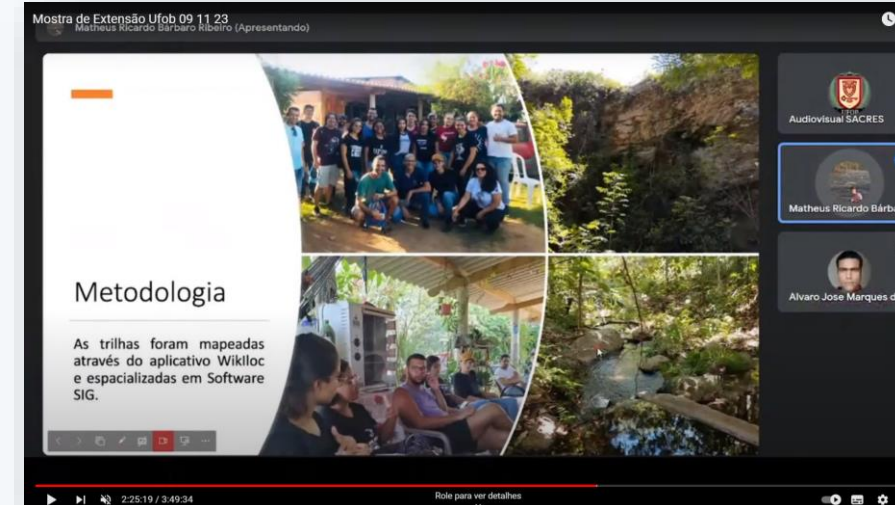 Mostra de Extensão Ufob 09 11 23
Matheus Ricardo Bárbaro Ribeiro (Apresentando)
Metodologia
As trilhas foram mapeadas
através do aplicativo Wiklloc
e espacializadas em Software
SIG.
UFOB
Audiovisual SACRES
Matheus Ricardo Bárba
Alvaro Jose Marques d
2:25:19 / 3:49:34
Role para ver detalhes